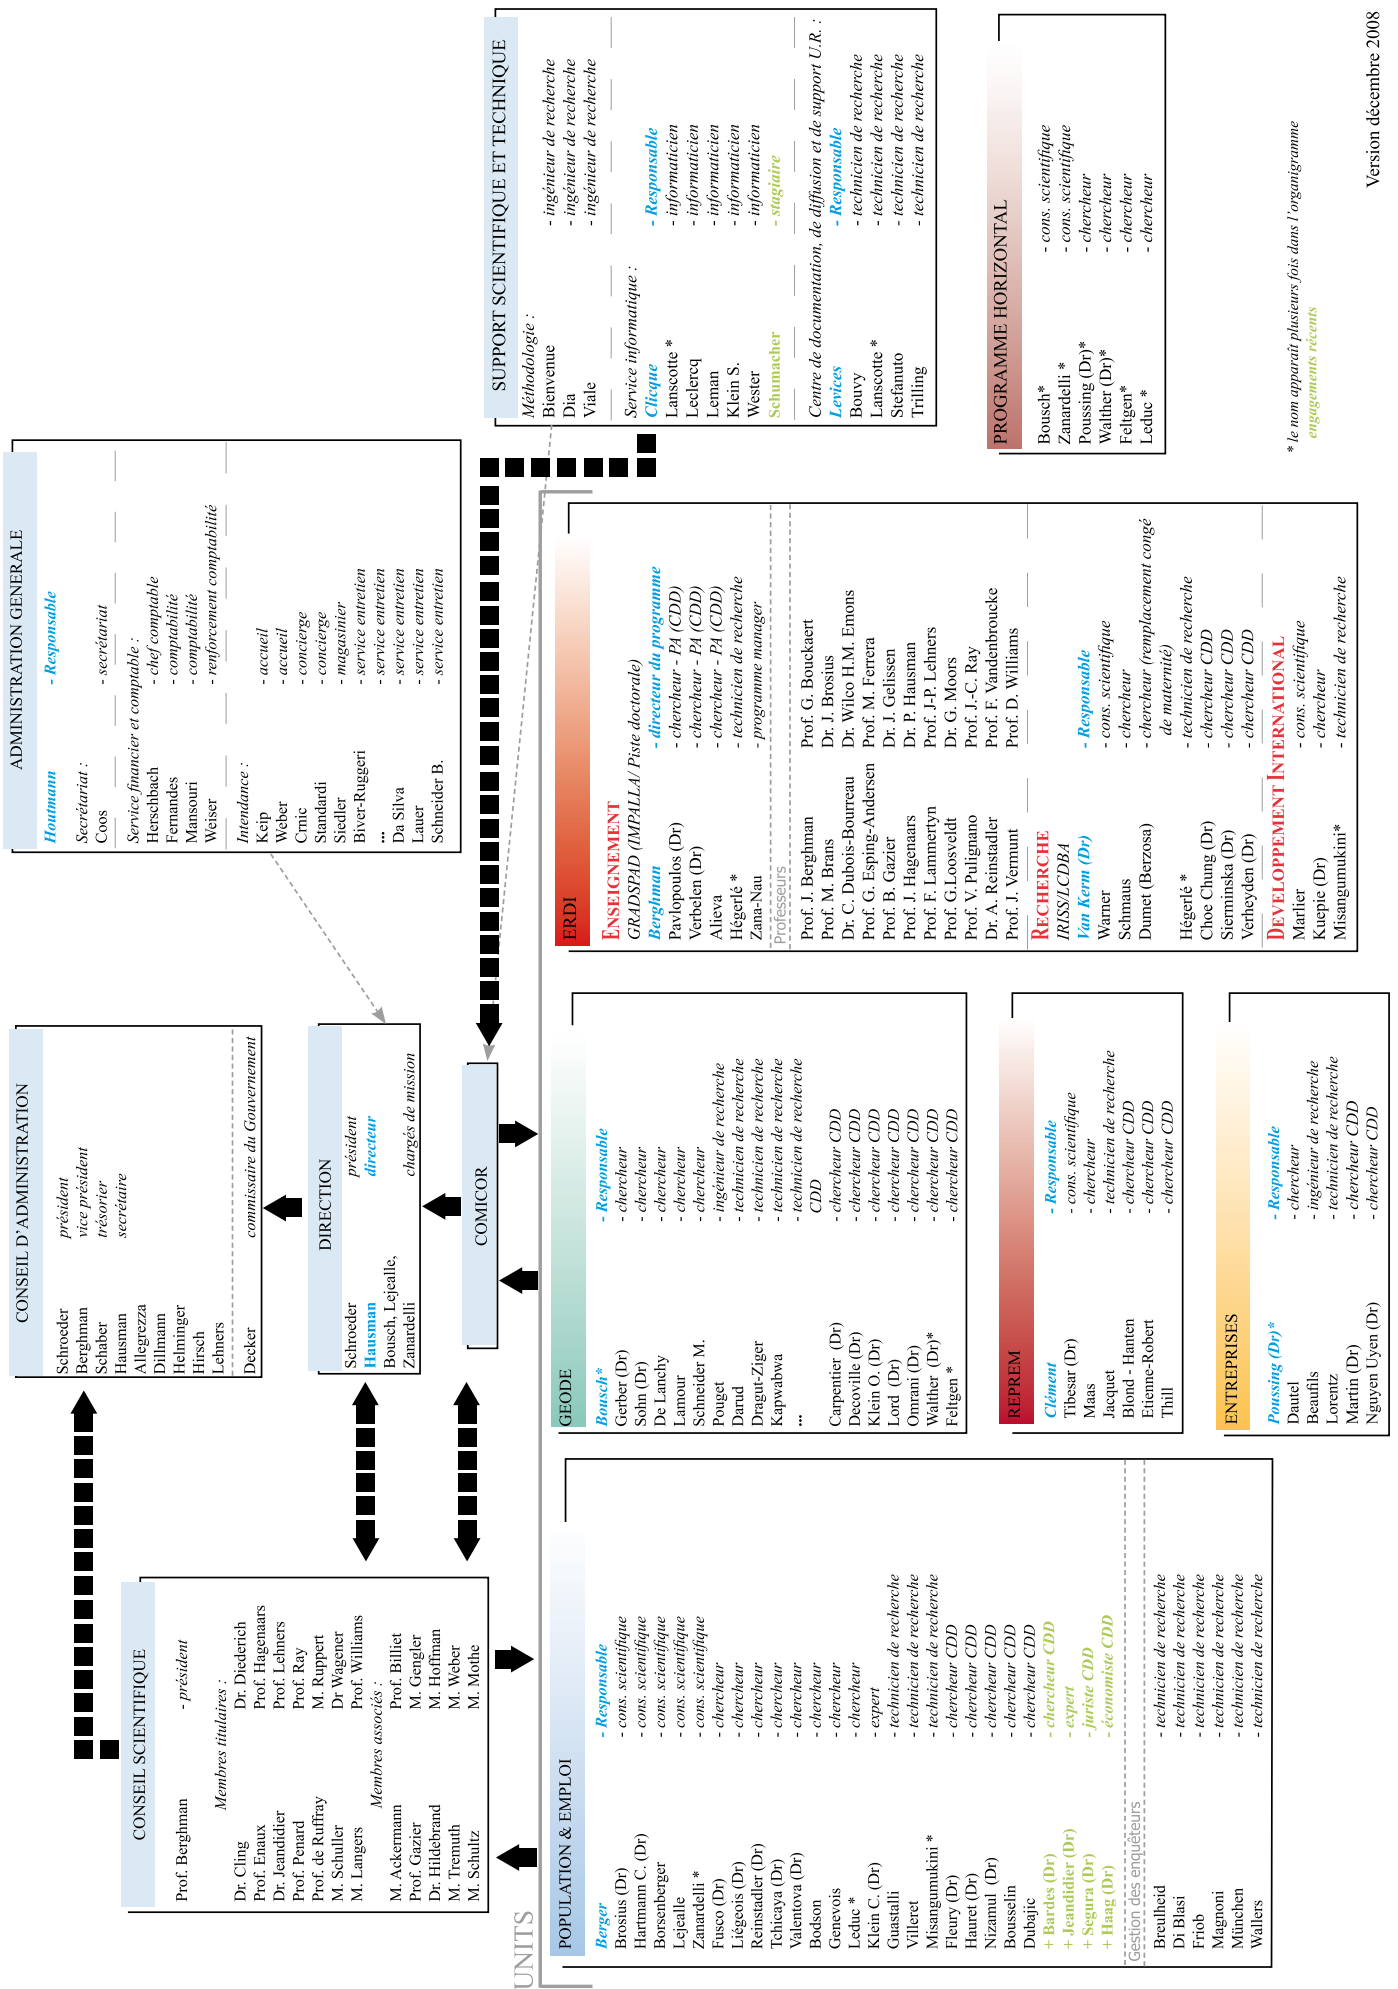 CONSEIL SCIENTIFIQUE
Prof. Berghman - président
Membres titulaires :
Dr. Cling Dr. Diederich
Prof. Enaux Prof. Hagenaars
Dr. Jeandidier Prof. Lehners
Prof. Penard Prof. Ray
Prof. de Ruffray M. Ruppert
M. Schuller Dr Wagener
M. Langers Prof. Williams
Membres associés :
M. Ackermann Prof. Billiet
Prof. Gazier M. Gengler
Dr. Hildebrand M. Hoffman
M. Tremuth M. Weber
M. Schultz M. Mothe
CONSEIL D'ADMINISTRATION
Schroeder président
Berghman vice président
Schaber trésorier
Hausman secrétaire
Allegrezza
Dillmann
Helminger
Hirsch
Lehners
Decker commissaire du Gouvernement
DIRECTION
Schroeder président
Hausman directeur
Bousch, Lejealle,
Zanardelli chargés de mission
COMICOR
ADMINISTRATION GENERALE
Houtmann - Responsable
Secrétariat :
Coos - secrétariat
Service financier et comptable :
Herschbach - chef comptable
Fernandes - comptabilité
Mansouri - comptabilité
Weiser - renforcement comptabilité
Intendance :
Keip - accueil
Weber - accueil
Crnic - concierge
Standardi - concierge
Siedler - magasinier
Biver-Ruggeri - service entretien
... - service entretien
Da Silva - service entretien
Lauer - service entretien
Schneider B. - service entretien
SUPPORT SCIENTIFIQUE ET TECHNIQUE
Méthodologie :
Bienvenue - ingénieur de recherche
Dia - ingénieur de recherche
Viale - ingénieur de recherche
Service informatique :
Clicque - Responsable
Lanscotte * - informaticien
Leclercq - informaticien
Leman - informaticien
Klein S. - informaticien
Wester - informaticien
Schumacher - stagiaire
Centre de documentation, de diffusion et de support U.R. :
Levices - Responsable
Bouvy - technicien de recherche
Lanscotte * - technicien de recherche
Stefanuto - technicien de recherche
Trilling - technicien de recherche
UNITS
POPULATION & EMPLOI
Berger - Responsable
Brosius (Dr) - cons. scientifique
Hartmann C. (Dr) - cons. scientifique
Borsenberger - cons. scientifique
Lejealle - cons. scientifique
Zanardelli * - cons. scientifique
Fusco (Dr) - chercheur
Liégeois (Dr) - chercheur
Reinstadler (Dr) - chercheur
Tchicaya (Dr) - chercheur
Valentova (Dr) - chercheur
Bodson - chercheur
Genevois - chercheur
Leduc * - chercheur
Klein C. (Dr) - expert
Guastalli - technicien de recherche
Villeret - technicien de recherche
Misangumukini * - technicien de recherche
Fleury (Dr) - chercheur CDD
Hauret (Dr) - chercheur CDD
Nizamul (Dr) - chercheur CDD
Bousselin - chercheur CDD
Dubajic - chercheur CDD
+ Bardes (Dr) - chercheur CDD
+ Jeandidier (Dr) - expert
+ Segura (Dr) - juriste CDD
+ Haag (Dr) - économiste CDD
Gestion des enquêteurs
Breulheid - technicien de recherche
Di Blasi - technicien de recherche
Friob - technicien de recherche
Magnoni - technicien de recherche
München - technicien de recherche
Wallers - technicien de recherche
GEODE
Bousch* - Responsable
Gerber (Dr) - chercheur
Sohn (Dr) - chercheur
De Lanchy - chercheur
Lamour - chercheur
Schneider M. - chercheur
Pouget - ingénieur de recherche
Darud - technicien de recherche
Dragut-Ziger - technicien de recherche
Kapwabwa - technicien de recherche
... - technicien de recherche
CDD
Carpentier (Dr) - chercheur CDD
Decoville (Dr) - chercheur CDD
Klein O. (Dr) - chercheur CDD
Lord (Dr) - chercheur CDD
Omrani (Dr) - chercheur CDD
Walther (Dr)* - chercheur CDD
Feltgen * - chercheur CDD
REPREM
Clément - Responsable
Tibesar (Dr) - cons. scientifique
Maas - chercheur
Jacquet - technicien de recherche
Blond - Hanten - chercheur CDD
Etienne-Robert - chercheur CDD
Thill - chercheur CDD
ENTREPRISES
Poussing (Dr)* - Responsable
Dautel - chercheur
Beaufils - ingénieur de recherche
Lorentz - technicien de recherche
Martin (Dr) - chercheur CDD
Nguyen Uyen (Dr) - chercheur CDD
ERDI
ENSEIGNEMENT
GRADSPAD (IMPALLA/ Piste doctorale)
Berghman - directeur du programme
Pavlopoulos (Dr) - chercheur - PA (CDD)
Verbelen (Dr) - chercheur - PA (CDD)
Alieva - chercheur - PA (CDD)
Hégerlé * - technicien de recherche
Zana-Nau - programme manager
Professeurs
Prof. J. Berghman Prof. G. Bouckaert
Prof. M. Brans Dr. J. Brosius
Dr. C. Dubois-Bourreau Dr. Wilco H.M. Emons
Prof. G. Esping-Andersen Prof. M. Ferrera
Prof. B. Gazier Dr. J. Gelissen
Prof. J. Hagenaars Dr. P. Hausman
Prof. F. Lammertyn Prof. J-P. Lehners
Prof. G.Loosveldt Dr. G. Moors
Prof. V. Pulignano Prof. J.-C. Ray
Dr. A. Reinstadler Prof. F. Vandenbroucke
Prof. J. Vermunt Prof. D. Williams
RECHERCHE
IRISS/LCDBA
Van Kerm (Dr) - Responsable
Warner - cons. scientifique
Schmaus - chercheur
Dumet (Berzosa) - chercheur (remplacement congé
de maternité)
Hégerlé * - technicien de recherche
Choe Chung (Dr) - chercheur CDD
Sierminska (Dr) - chercheur CDD
Verheyden (Dr) - chercheur CDD
DEVELOPPEMENT INTERNATIONAL
Marlier - cons. scientifique
Kuepie (Dr) - chercheur
Misangumukini* - technicien de recherche
PROGRAMME HORIZONTAL
Bousch* - cons. scientifique
Zanardelli * - cons. scientifique
Poussing (Dr)* - chercheur
Walther (Dr)* - chercheur
Feltgen* - chercheur
Leduc * - chercheur
* le nom apparaît plusieurs fois dans l'organigramme
engagements récents
Version décembre 2008